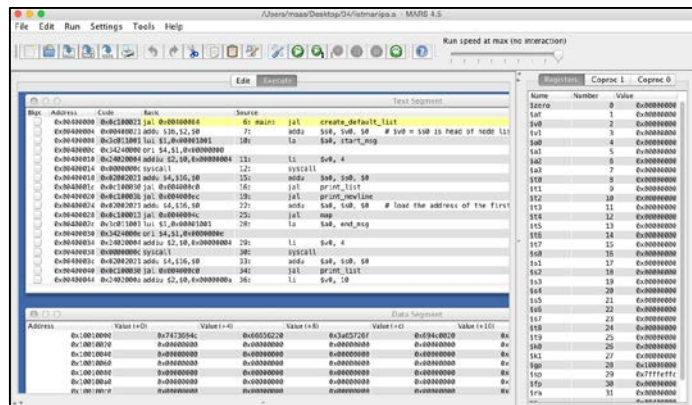 /Users/maas/Desktop/04/listmanips.a - MARS 4.5
File Edit Run Settings Tools Help
Run speed at max (no interaction)
Edit Execute
Text Segment
Bkpt Address Code Basic Source
0x00400000 0x0c100021 jal 0x00400084 6: main: jal create_default_list
0x00400004 0x00408021 addu $16,$2,$0 7: addu $s0, $v0, $0 # $v0 = $s0 is head of node lis
0x00400008 0x3c011001 lui $1,0x00001001 10: la $a0, start_msg
0x0040000c 0x34240000 ori $4,$1,0x00000000
0x00400010 0x24020004 addiu $2,$0,0x00000004 11: li $v0, 4
0x00400014 0x0000000c syscall 12: syscall
0x00400018 0x02002021 addu $4,$16,$0 15: addu $a0, $s0, $0
0x0040001c 0x0c100030 jal 0x004000c0 16: jal print_list
0x00400020 0x0c10003b jal 0x004000ec 19: jal print_newline
0x00400024 0x02002021 addu $4,$16,$0 22: addu $a0, $s0, $0 # load the address of the first
0x00400028 0x0c100013 jal 0x0040004c 25: jal map
0x0040002c 0x3c011001 lui $1,0x00001001 28: la $a0, end_msg
0x00400030 0x3424000e ori $4,$1,0x0000000e
0x00400034 0x24020004 addiu $2,$0,0x00000004 29: li $v0, 4
0x00400038 0x0000000c syscall 30: syscall
0x0040003c 0x02002021 addu $4,$16,$0 33: addu $a0, $s0, $0
0x00400040 0x0c100030 jal 0x004000c0 34: jal print_list
0x00400044 0x2402000a addiu $2,$0,0x0000000a 36: li $v0, 10
Data Segment
Address Value (+0) Value (+4) Value (+8) Value (+c) Value (+10)
0x10010000 0x7473694c 0x66656220 0x3a65726f 0x694c0020 0x
0x10010020 0x00000000 0x00000000 0x00000000 0x00000000 0x
0x10010040 0x00000000 0x00000000 0x00000000 0x00000000 0x
0x10010060 0x00000000 0x00000000 0x00000000 0x00000000 0x
0x10010080 0x00000000 0x00000000 0x00000000 0x00000000 0x
0x100100a0 0x00000000 0x00000000 0x00000000 0x00000000 0x
0x100100c0 0x00000000 0x00000000 0x00000000 0x00000000
Registers Coproc 1 Coproc 0
Name Number Value
$zero 0 0x00000000
$at 1 0x00000000
$v0 2 0x00000000
$v1 3 0x00000000
$a0 4 0x00000000
$a1 5 0x00000000
$a2 6 0x00000000
$a3 7 0x00000000
$t0 8 0x00000000
$t1 9 0x00000000
$t2 10 0x00000000
$t3 11 0x00000000
$t4 12 0x00000000
$t5 13 0x00000000
$t6 14 0x00000000
$t7 15 0x00000000
$s0 16 0x00000000
$s1 17 0x00000000
$s2 18 0x00000000
$s3 19 0x00000000
$s4 20 0x00000000
$s5 21 0x00000000
$s6 22 0x00000000
$s7 23 0x00000000
$t8 24 0x00000000
$t9 25 0x00000000
$k0 26 0x00000000
$k1 27 0x00000000
$gp 28 0x10008000
$sp 29 0x7fffeffc
$fp 30 0x00000000
$ra 31 0x00000000